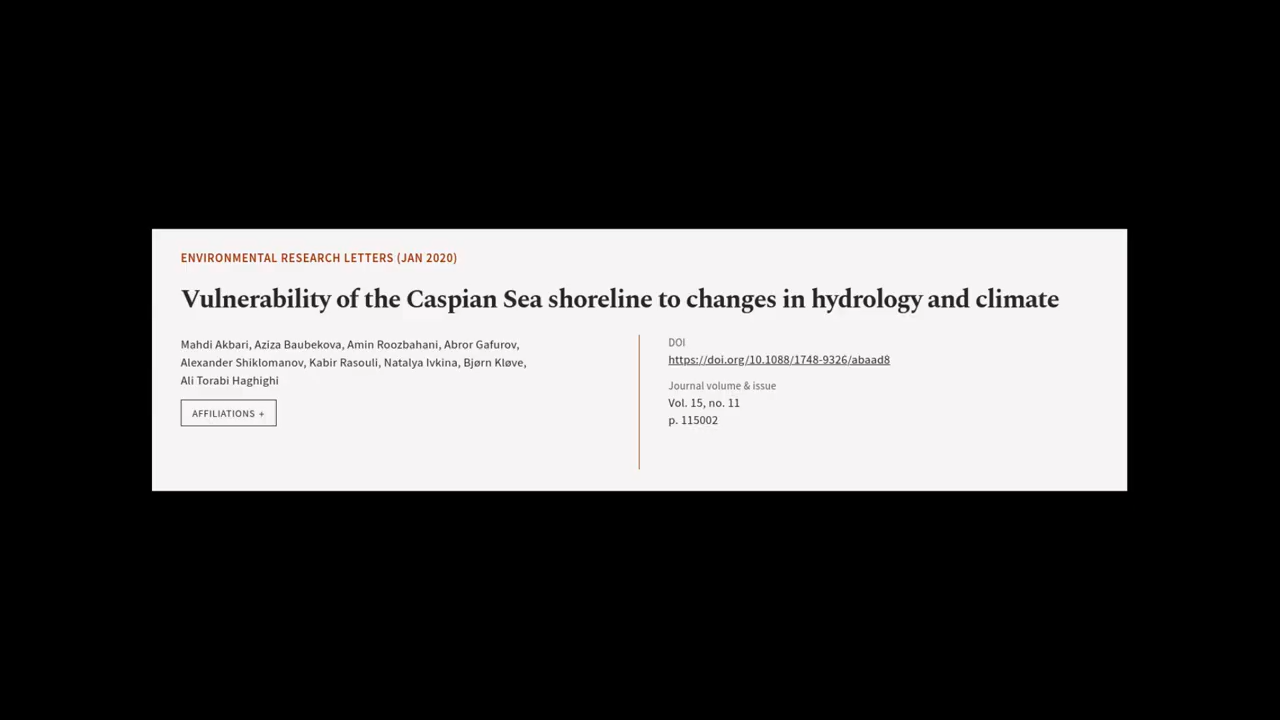 ENVIRONMENTAL RESEARCH LETTERS (JAN 2020)
Vulnerability of the Caspian Sea shoreline to changes in hydrology and climate
Mahdi Akbari, Aziza Baubekova, Amin Roozbahani, Abror Gafurov,
Alexander Shiklomanov, Kabir Rasouli, Natalya Ivkina, Bjørn Kløve,
Ali Torabi Haghighi
AFFILIATIONS +
DOI
https://doi.org/10.1088/1748-9326/abaad8
Journal volume & issue
Vol. 15, no. 11
p. 115002